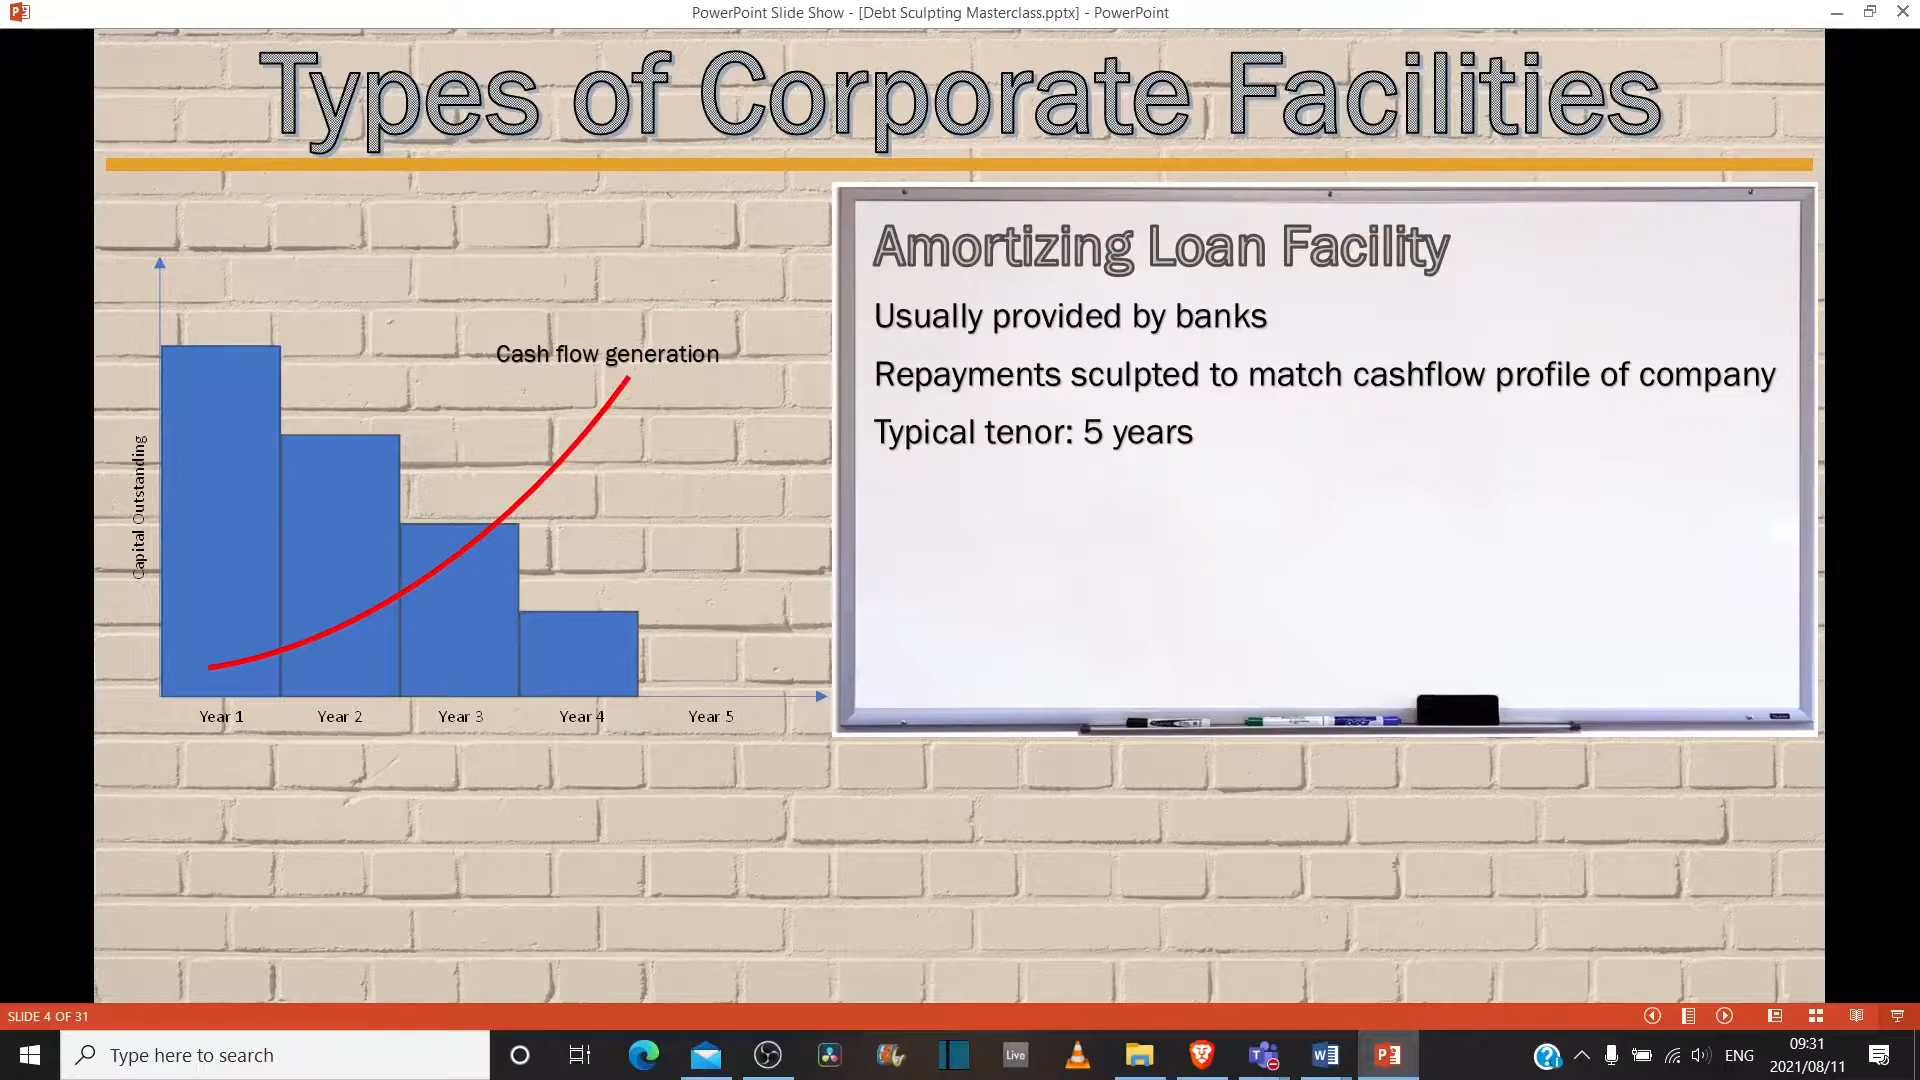 PowerPoint Slide Show - [Debt Sculpting Masterclass.pptx] - PowerPoint
Types of Corporate Facilities
Cash flow generation
Capital Outstanding
Year 1 Year 2 Year 3 Year 4 Year 5
Amortizing Loan Facility
Usually provided by banks
Repayments sculpted to match cashflow profile of company
Typical tenor: 5 years
SLIDE 4 OF 31
Type here to search
Live
ENG
09:31
2021/08/11